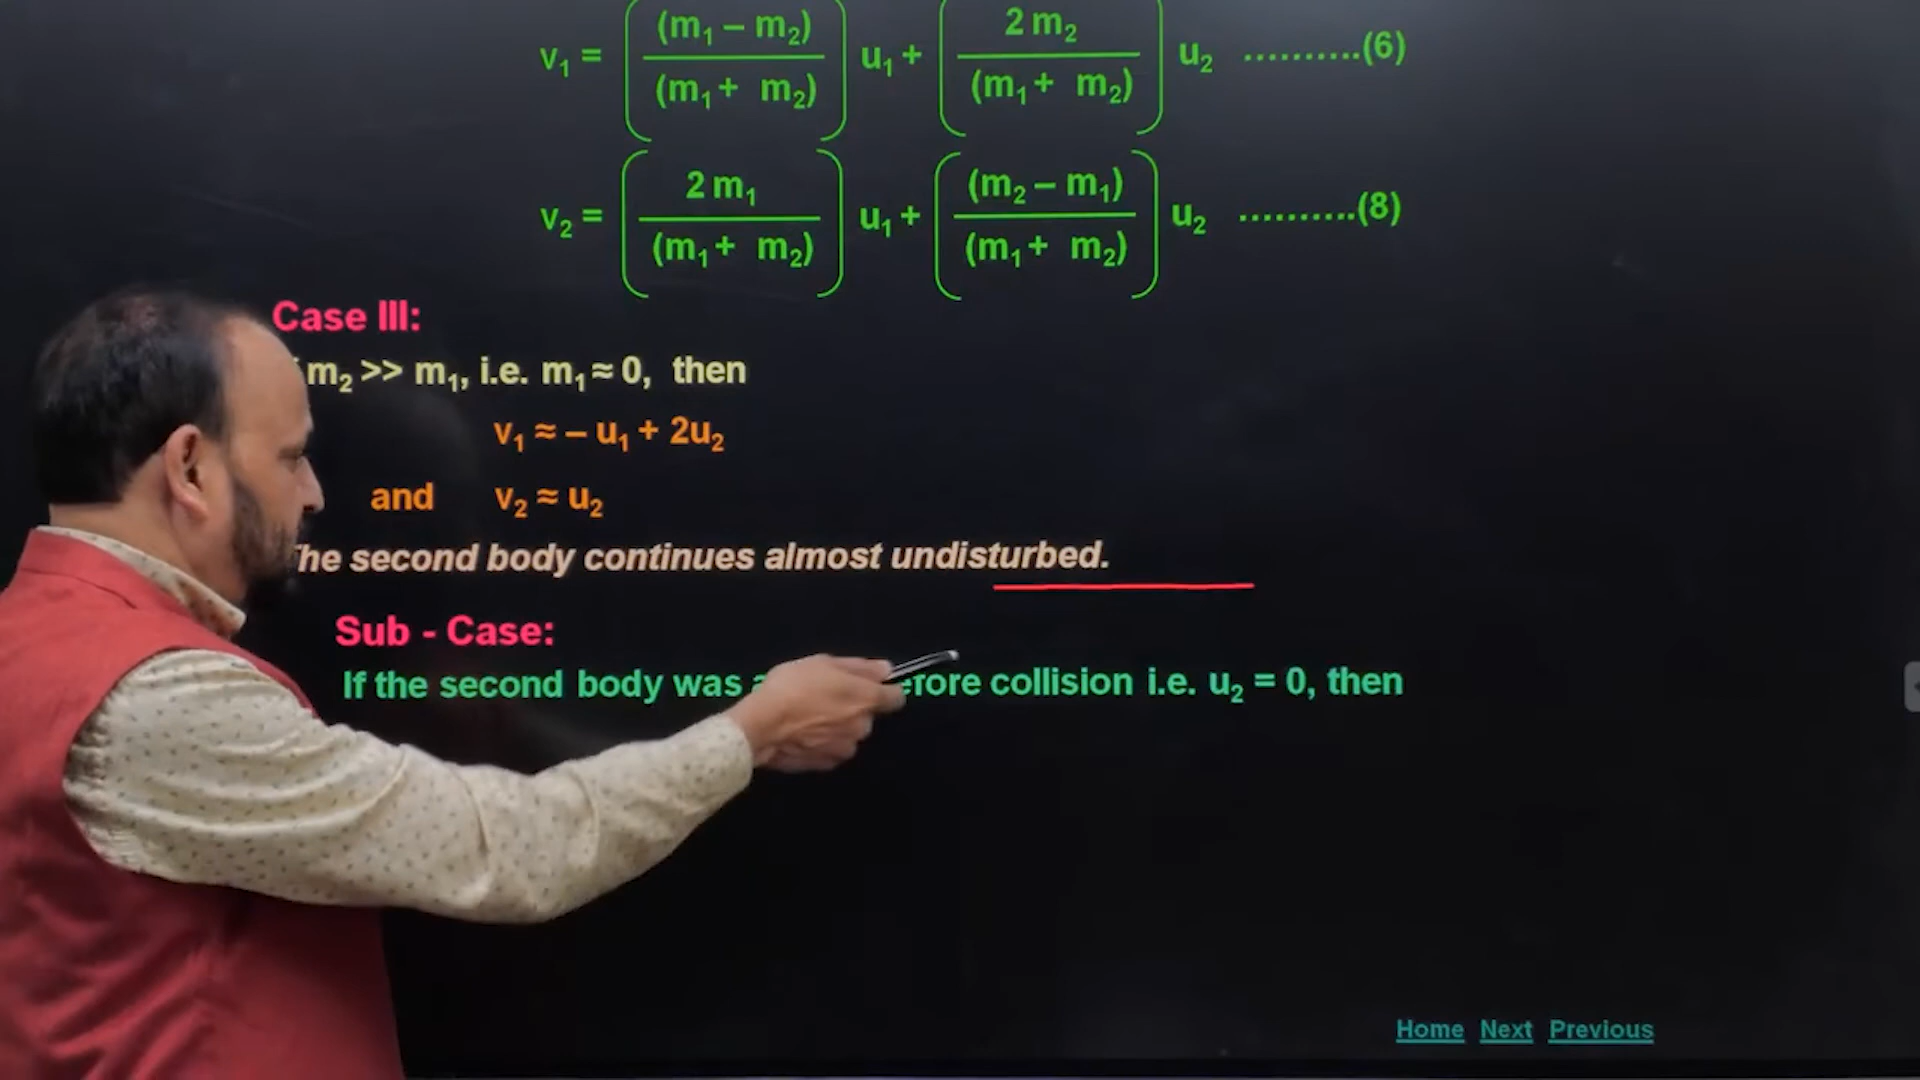 v₁ = ( (m₁ – m₂) / (m₁ + m₂) ) u₁ + ( 2 m₂ / (m₁ + m₂) ) u₂ ..........(6)
v₂ = ( 2 m₁ / (m₁ + m₂) ) u₁ + ( (m₂ – m₁) / (m₁ + m₂) ) u₂ ..........(8)
Case III:
m₂ >> m₁, i.e. m₁ ≈ 0, then
v₁ ≈ – u₁ + 2u₂
and v₂ ≈ u₂
The second body continues almost undisturbed.
Sub - Case:
If the second body was before collision i.e. u₂ = 0, then
Home Next Previous